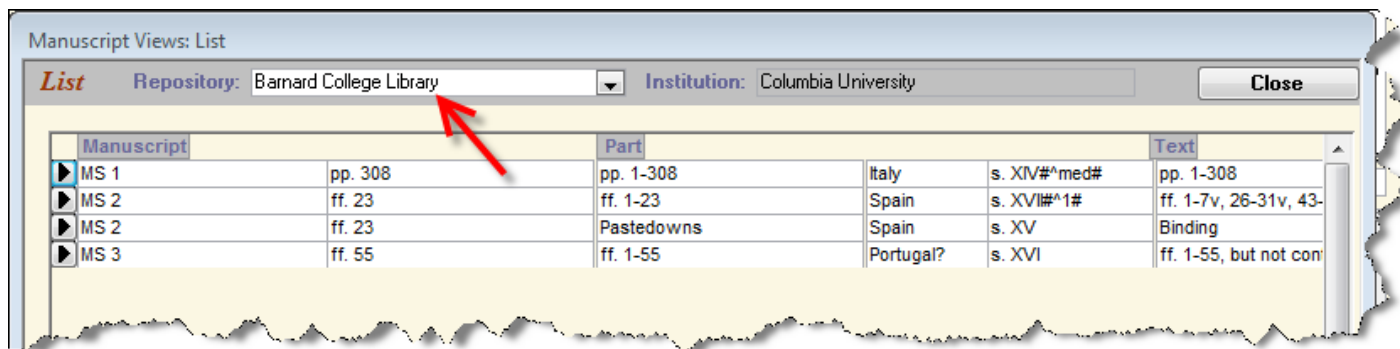 Manuscript Views: List
List Repository: Barnard College Library Institution: Columbia University Close
Manuscript Part Text
MS 1 pp. 308 pp. 1-308 Italy s. XIV#^med# pp. 1-308
MS 2 ff. 23 ff. 1-23 Spain s. XVI#^1# ff. 1-7v, 26-31v, 43-
MS 2 ff. 23 Pastedowns Spain s. XV Binding
MS 3 ff. 55 ff. 1-55 Portugal? s. XVI ff. 1-55, but not con